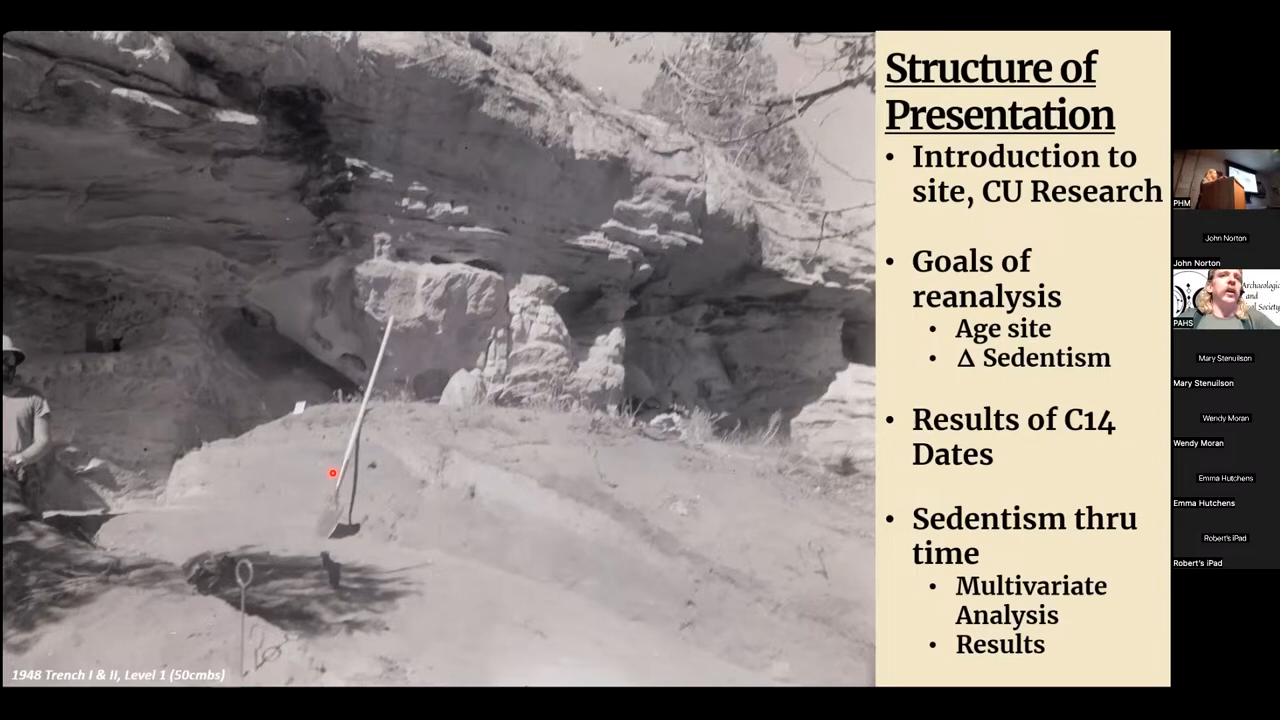 Structure of
Presentation
• Introduction to
site, CU Research
• Goals of
reanalysis
• Age site
• Δ Sedentism
• Results of C14
Dates
• Sedentism thru
time
• Multivariate
Analysis
• Results
1948 Trench I & II, Level 1 (50cmbs)
PHM
John Norton
John Norton
and
PAHS
Mary Stenuilson
Mary Stenuilson
Wendy Moran
Wendy Moran
Emma Hutchens
Emma Hutchens
Robert's iPad
Robert's iPad